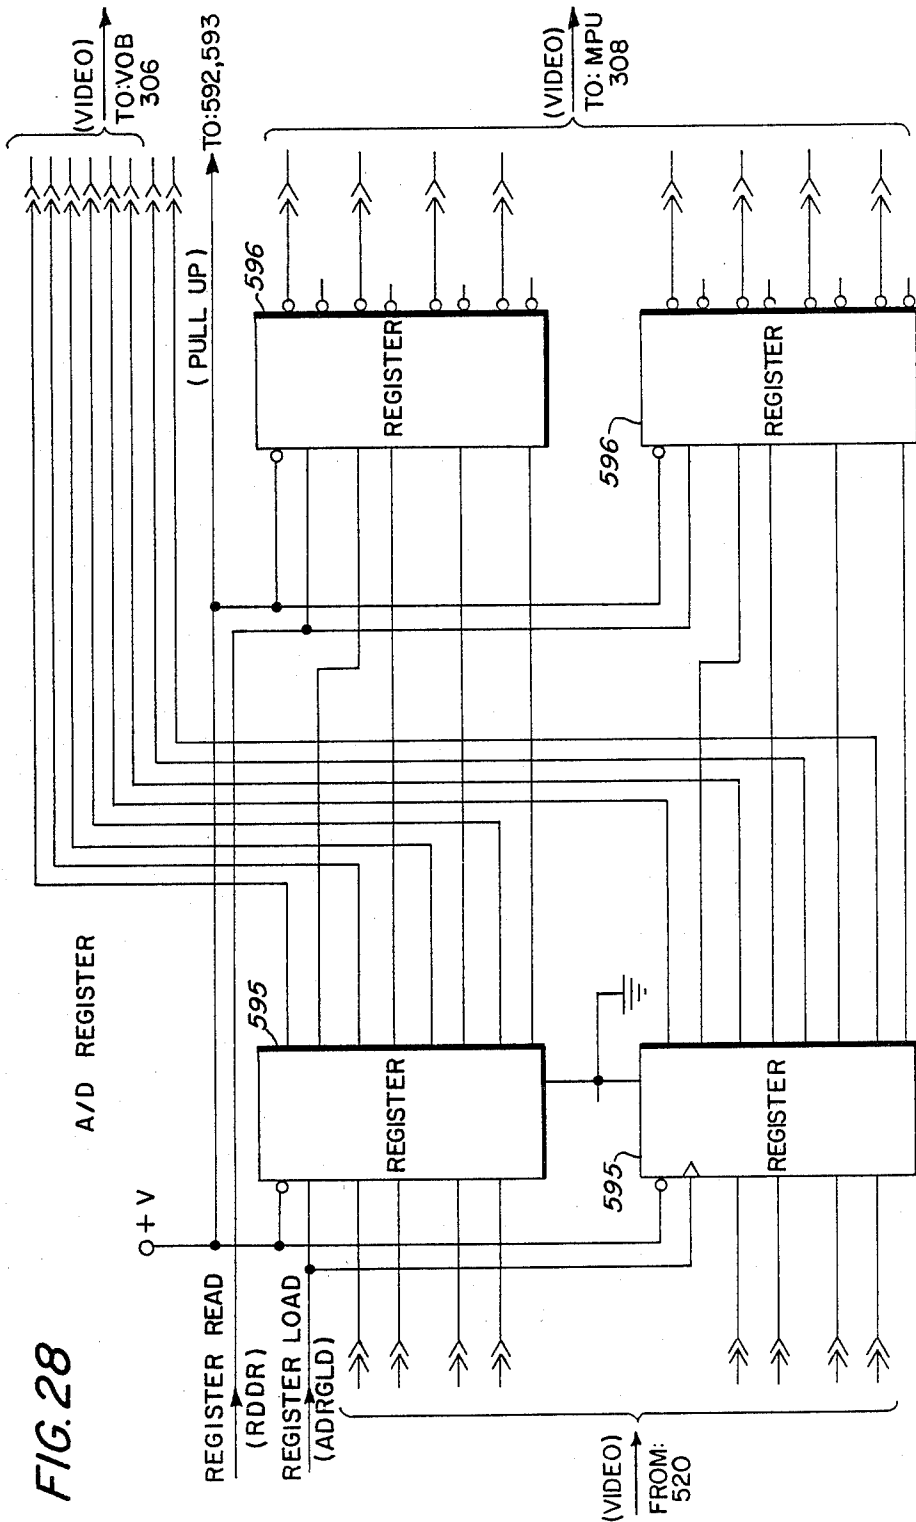 FIG. 28
A/D REGISTER
+ V
REGISTER READ
(RDDR)
REGISTER LOAD
(ADRGLD)
(VIDEO)
FROM:
520
595
REGISTER
595
REGISTER
(PULL UP)
596
REGISTER
596
REGISTER
(VIDEO)
TO:VOB
306
TO:592,593
(VIDEO)
TO: MPU
308